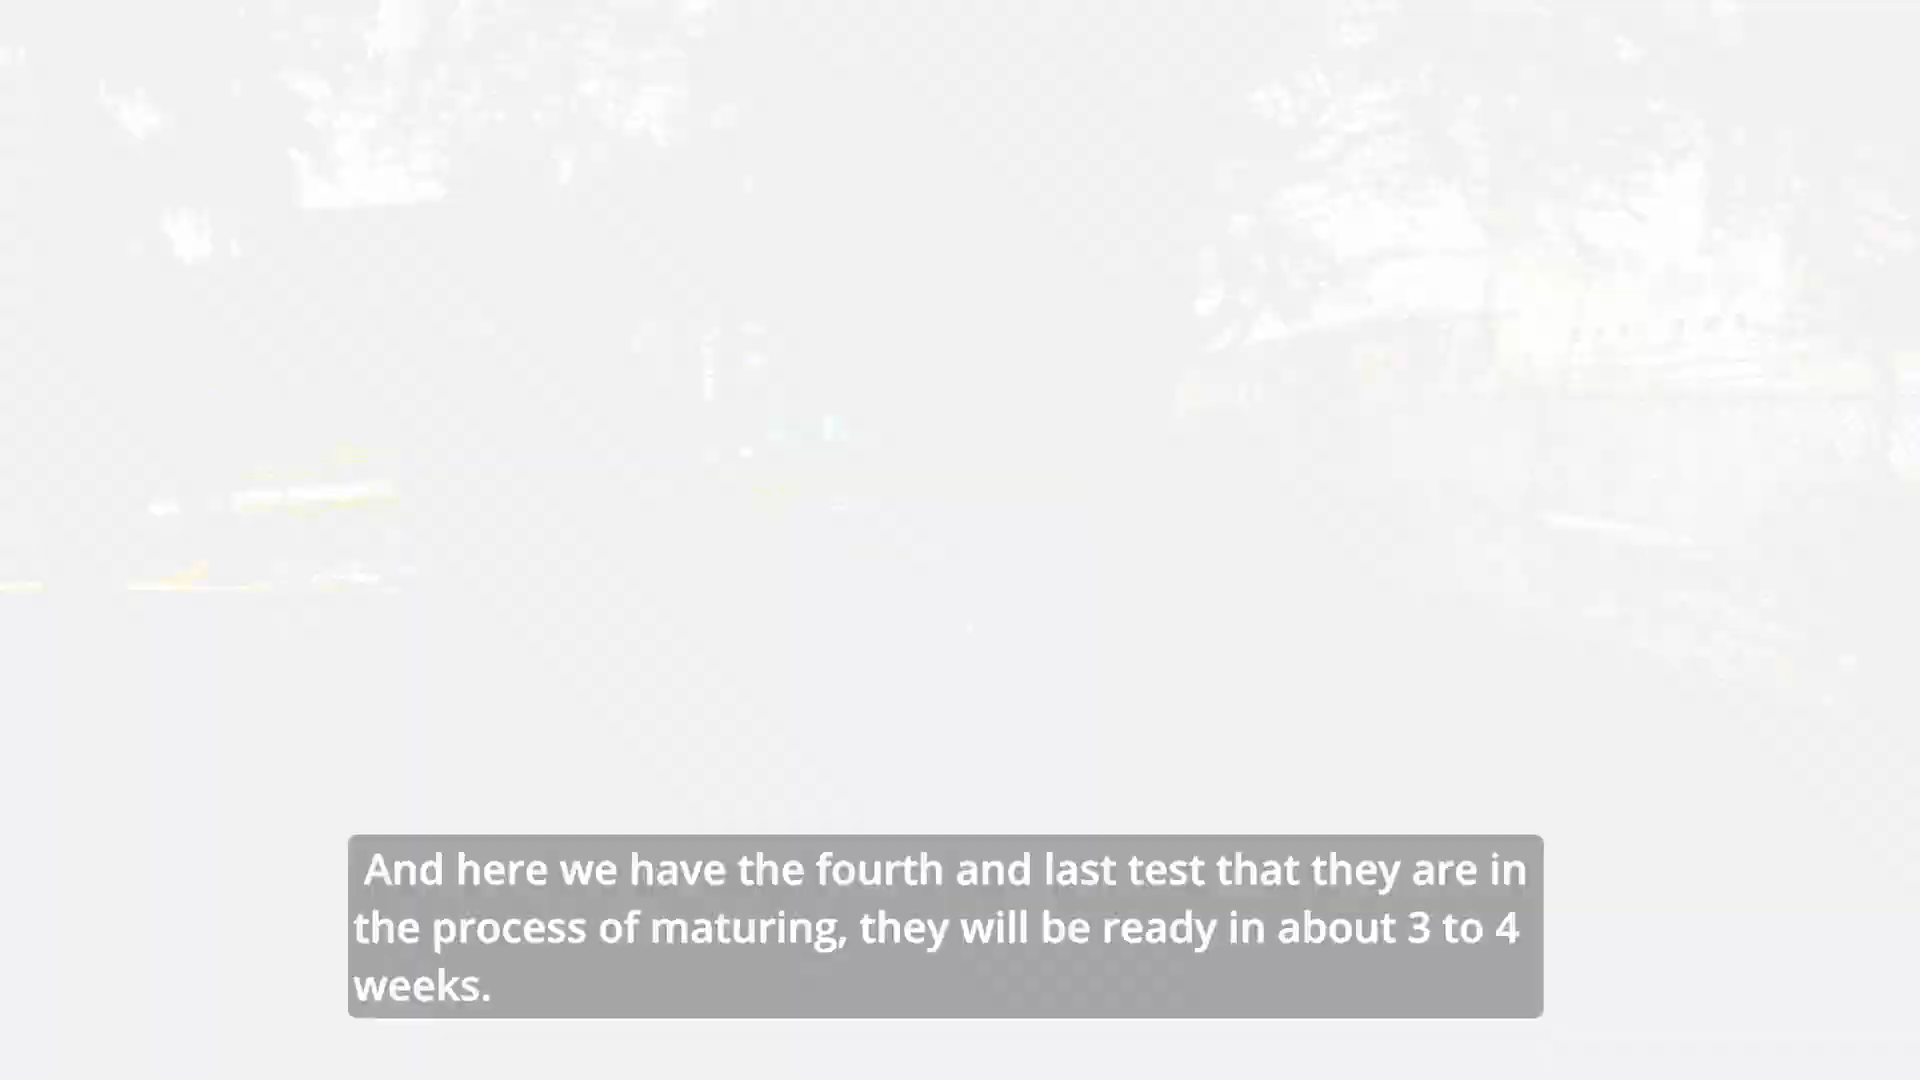 And here we have the fourth and last test that they are in
the process of maturing, they will be ready in about 3 to 4
weeks.